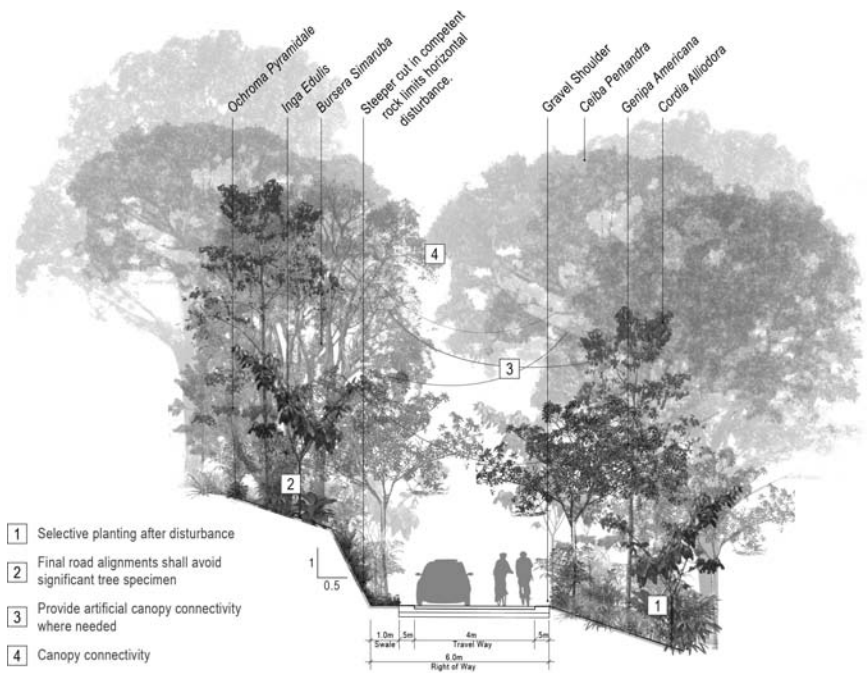 Ochroma Pyramidale
Inga Edulis
Bursera Simaruba
Steeper cut in competent
rock limits horizontal
disturbance.
Gravel Shoulder
Ceiba Pentandra
Genipa Americana
Cordia Alliodora
4
3
2
1
1
0.5
1 Selective planting after disturbance
2 Final road alignments shall avoid
significant tree specimen
3 Provide artificial canopy connectivity
where needed
4 Canopy connectivity
1.0m .5m 4m .5m
Swale Travel Way
6.0m
Right of Way